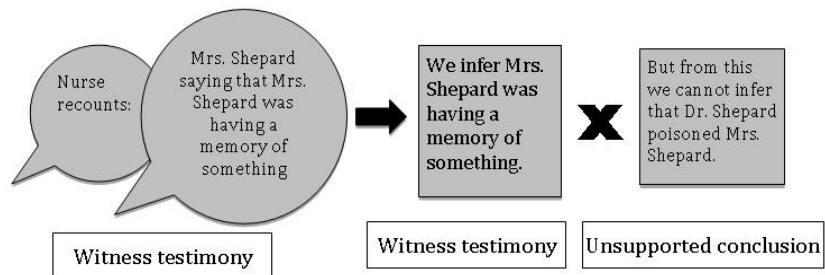 Nurse
recounts:
Mrs. Shepard
saying that Mrs.
Shepard was
having a
memory of
something
We infer Mrs.
Shepard was
having a
memory of
something.
But from this
we cannot infer
that Dr. Shepard
poisoned Mrs.
Shepard.
Witness testimony
Witness testimony
Unsupported conclusion